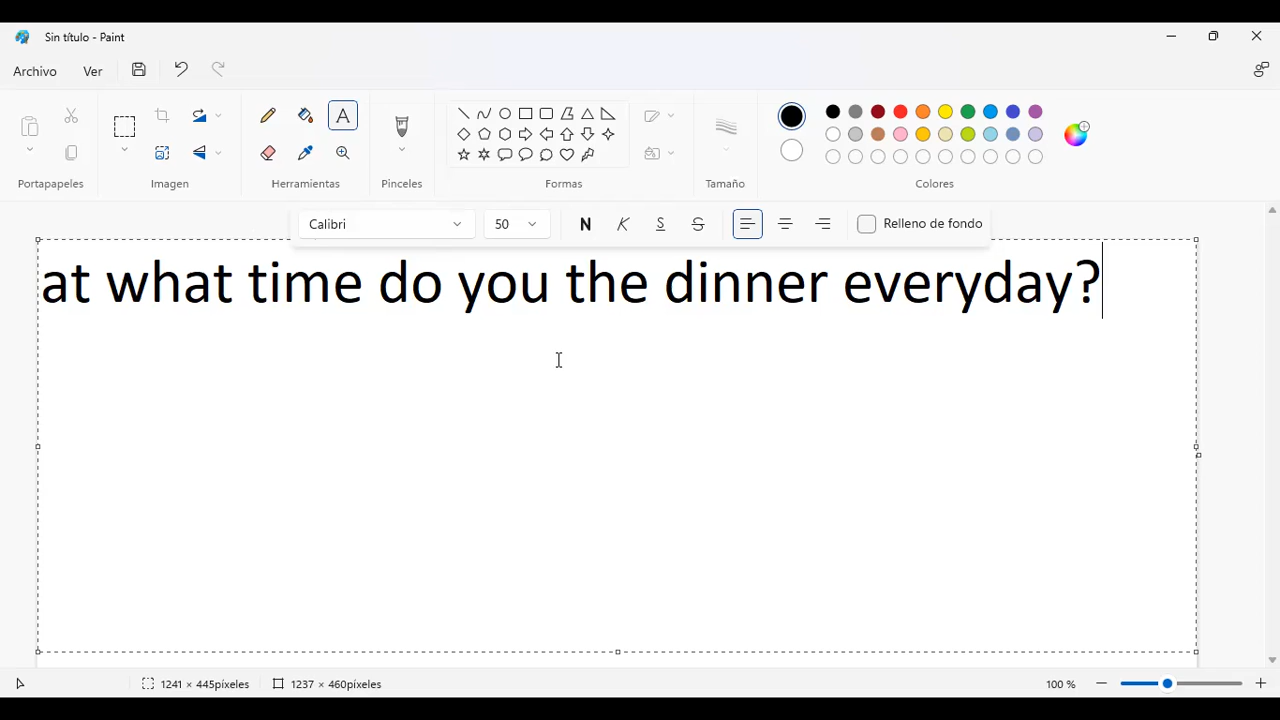 Sin título - Paint
Archivo Ver
A
Portapapeles Imagen Herramientas Pinceles Formas Tamaño Colores
Calibri 50 N K S S Relleno de fondo
at what time do you the dinner everyday?
1241 × 445píxeles 1237 × 460píxeles 100 %